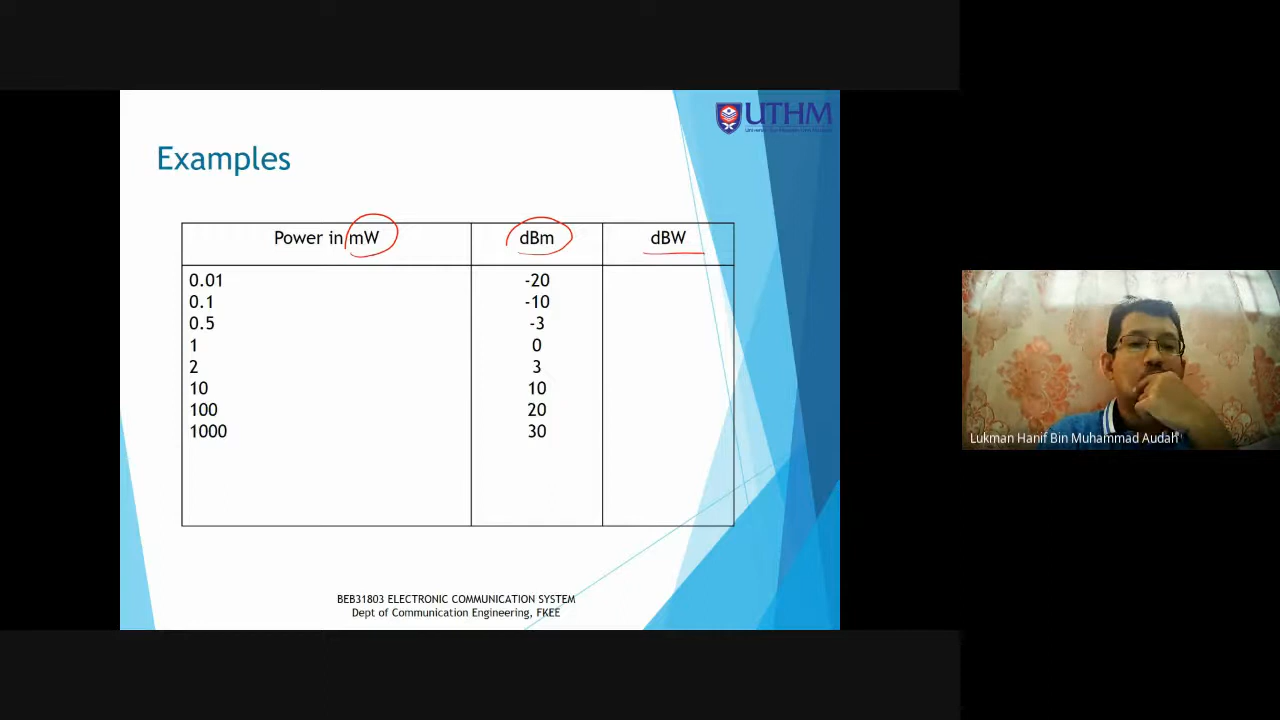 UTHM
Examples
Power in mW dBm dBW
0.01 -20
0.1 -10
0.5 -3
1 0
2 3
10 10
100 20
1000 30
Lukman Hanif Bin Muhammad Audah
BEB31803 ELECTRONIC COMMUNICATION SYSTEM
Dept of Communication Engineering, FKEE